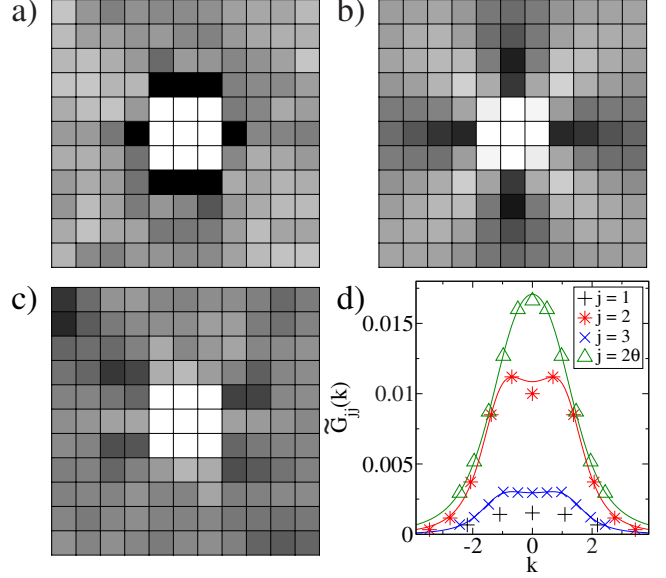 a)
b)
c)
d)
0.015
0.01
0.005
0
G̃jj(k)
+ j = 1
* j = 2
× j = 3
△ j = 2θ
-2 0 2
k